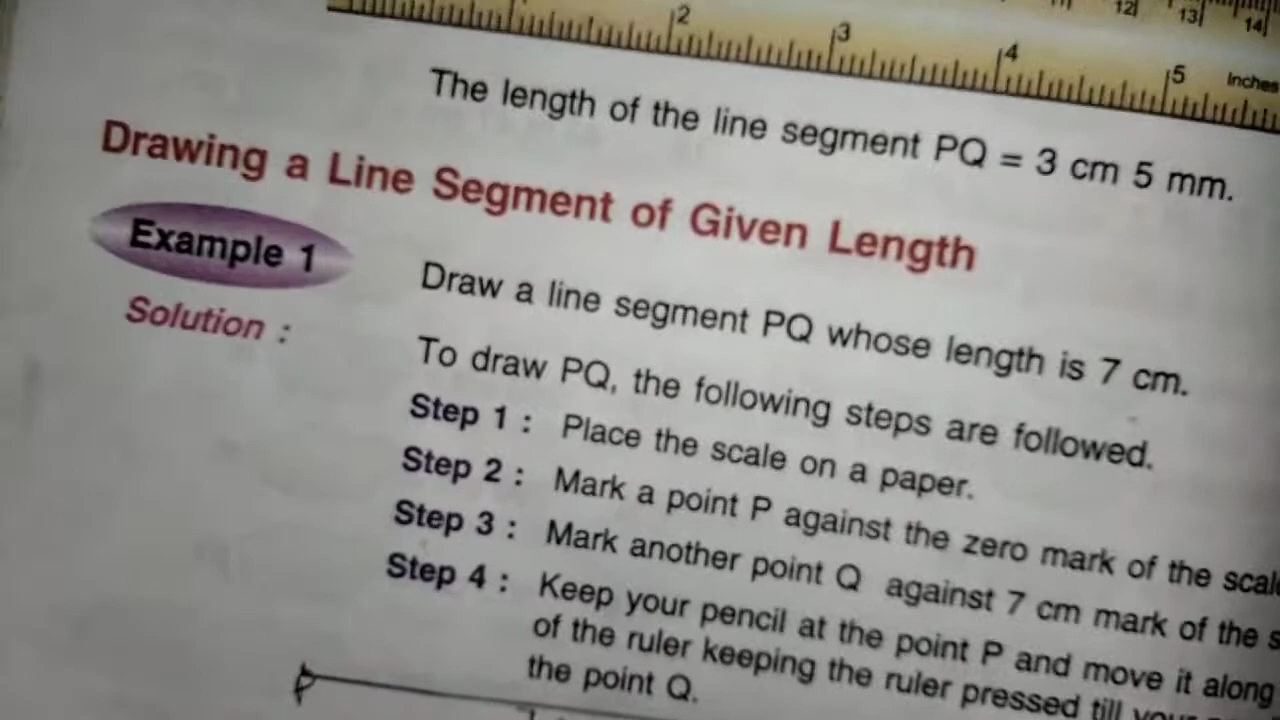 11 12 13 14
2 3 4 5 Inches
The length of the line segment PQ = 3 cm 5 mm.
Drawing a Line Segment of Given Length
Example 1
Draw a line segment PQ whose length is 7 cm.
Solution :
To draw PQ, the following steps are followed.
Step 1 : Place the scale on a paper.
Step 2 : Mark a point P against the zero mark of the
Step 3 : Mark another point Q against 7 cm mark of the
Step 4 : Keep your pencil at the point P and move it along
of the ruler keeping the ruler pressed till
the point Q.
P